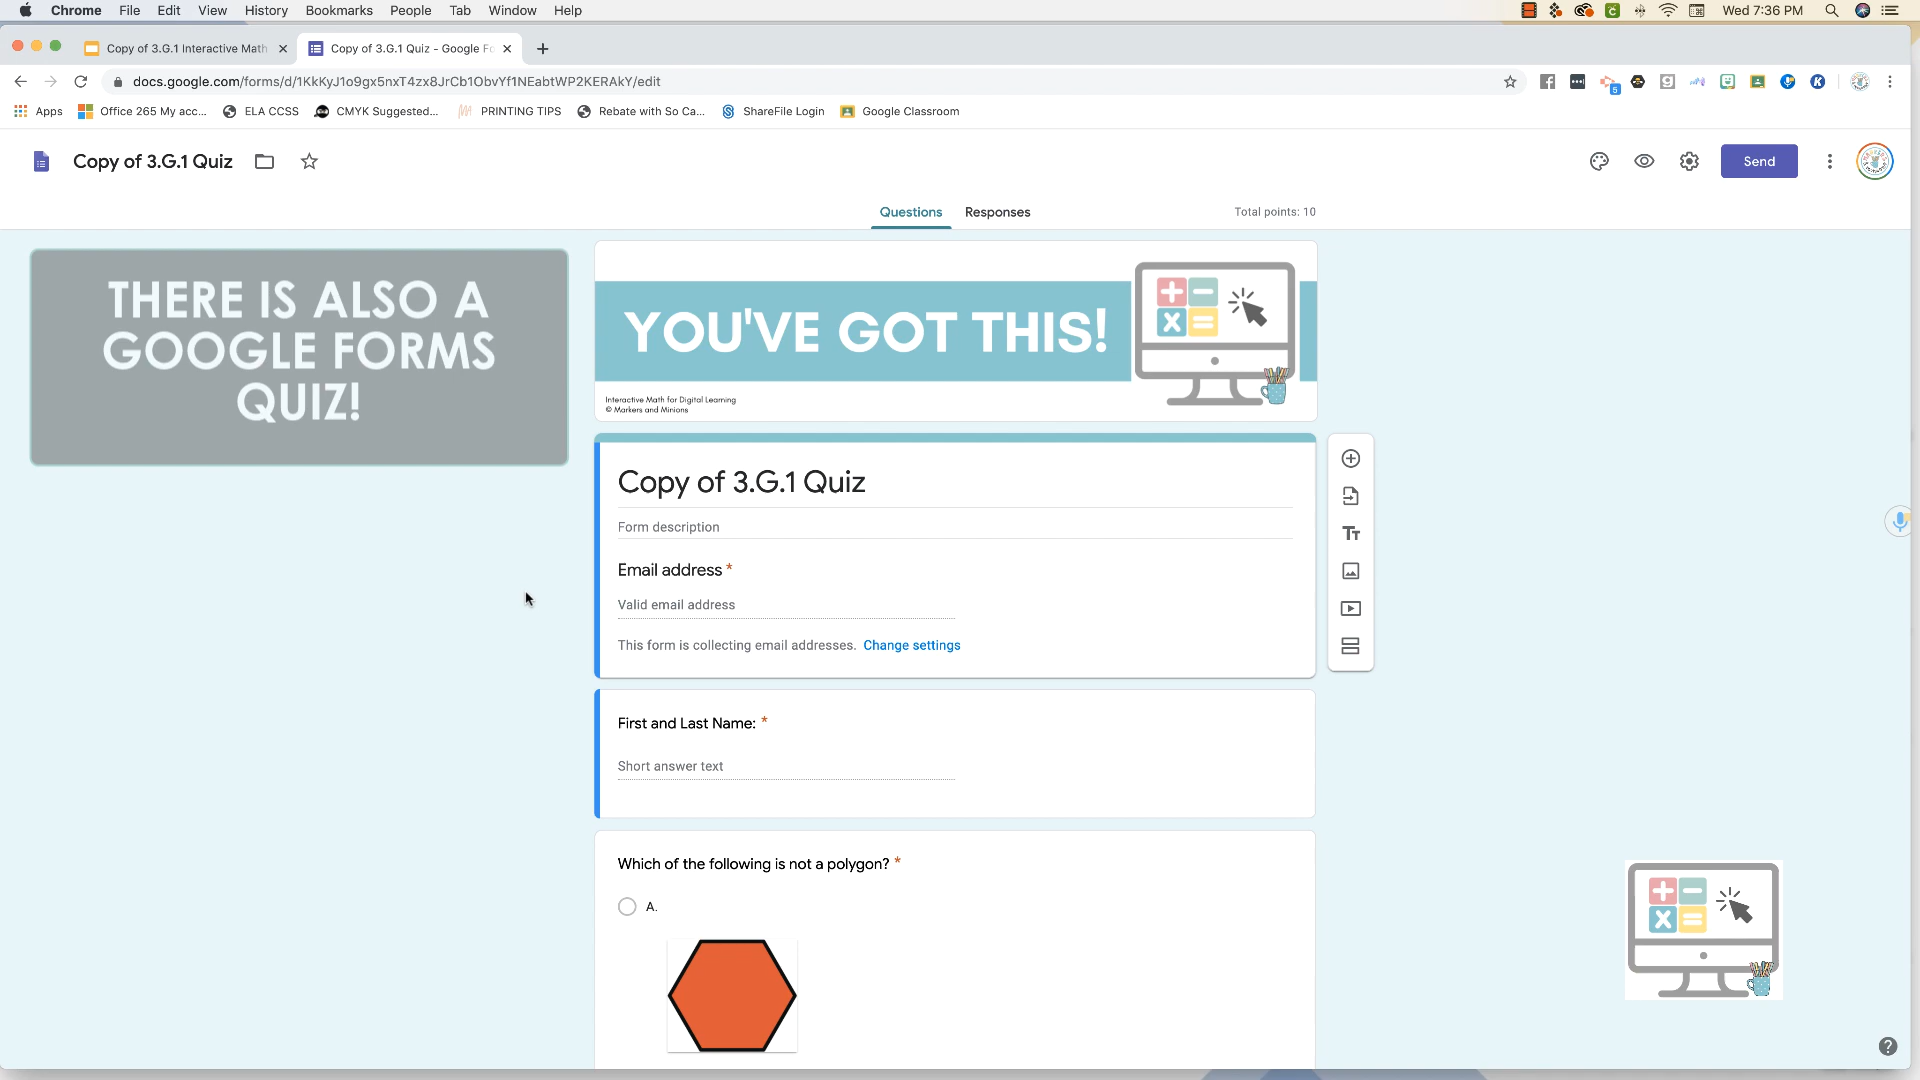 Chrome File Edit View History Bookmarks People Tab Window Help
Wed 7:36 PM
Copy of 3.G.1 Interactive Math
Copy of 3.G.1 Quiz - Google Fo
docs.google.com/forms/d/1KkKyJ1o9gx5nxT4zx8JrCb1ObvYf1NEabtWP2KERAkY/edit
5
Apps Office 265 My acc... ELA CCSS CMYK Suggested... PRINTING TIPS Rebate with So Ca... ShareFile Login Google Classroom
Copy of 3.G.1 Quiz
Send
Questions Responses Total points: 10
THERE IS ALSO A
GOOGLE FORMS
QUIZ!
YOU'VE GOT THIS!
Interactive Math for Digital Learning
© Markers and Minions
Copy of 3.G.1 Quiz
Form description
Email address *
Valid email address
This form is collecting email addresses. Change settings
First and Last Name: *
Short answer text
Which of the following is not a polygon? *
A.